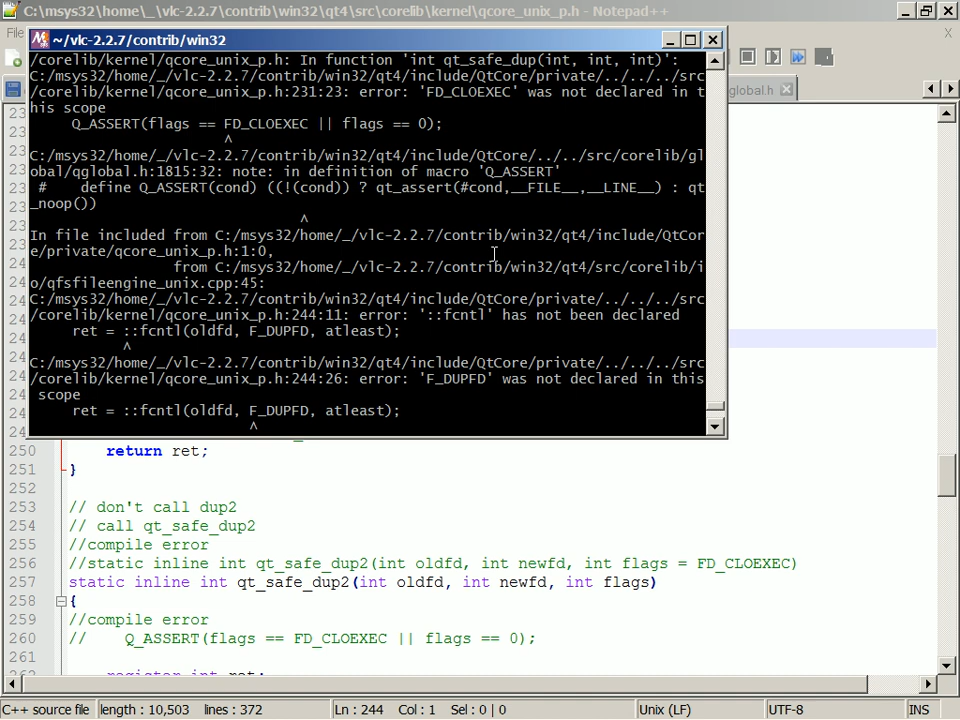 C:\msys32\home\_\vlc-2.2.7\contrib\win32\qt4\src\corelib\kernel\qcore_unix_p.h - Notepad++
File
X
~/vlc-2.2.7/contrib/win32
/corelib/kernel/qcore_unix_p.h: In function 'int qt_safe_dup(int, int, int)':
C:/msys32/home/_/vlc-2.2.7/contrib/win32/qt4/include/QtCore/private/../../../src
/corelib/kernel/qcore_unix_p.h:231:23: error: 'FD_CLOEXEC' was not declared in t
his scope
Q_ASSERT(flags == FD_CLOEXEC || flags == 0);
^
C:/msys32/home/_/vlc-2.2.7/contrib/win32/qt4/include/QtCore/../../src/corelib/gl
obal/qglobal.h:1815:32: note: in definition of macro 'Q_ASSERT'
# define Q_ASSERT(cond) ((!(cond)) ? qt_assert(#cond,__FILE__,__LINE__) : qt
_noop())
^
In file included from C:/msys32/home/_/vlc-2.2.7/contrib/win32/qt4/include/QtCor
e/private/qcore_unix_p.h:1:0,
from C:/msys32/home/_/vlc-2.2.7/contrib/win32/qt4/src/corelib/i
o/qfsfileengine_unix.cpp:45:
C:/msys32/home/_/vlc-2.2.7/contrib/win32/qt4/include/QtCore/private/../../../src
/corelib/kernel/qcore_unix_p.h:244:11: error: '::fcntl' has not been declared
ret = ::fcntl(oldfd, F_DUPFD, atleast);
^
C:/msys32/home/_/vlc-2.2.7/contrib/win32/qt4/include/QtCore/private/../../../src
/corelib/kernel/qcore_unix_p.h:244:26: error: 'F_DUPFD' was not declared in this
scope
ret = ::fcntl(oldfd, F_DUPFD, atleast);
^
global.h
250 return ret;
251 }
252
253 // don't call dup2
254 // call qt_safe_dup2
255 //compile error
256 //static inline int qt_safe_dup2(int oldfd, int newfd, int flags = FD_CLOEXEC)
257 static inline int qt_safe_dup2(int oldfd, int newfd, int flags)
258 {
259 //compile error
260 // Q_ASSERT(flags == FD_CLOEXEC || flags == 0);
261
register int ret;
C++ source file length : 10,503 lines : 372 Ln : 244 Col : 1 Sel : 0 | 0 Unix (LF) UTF-8 INS